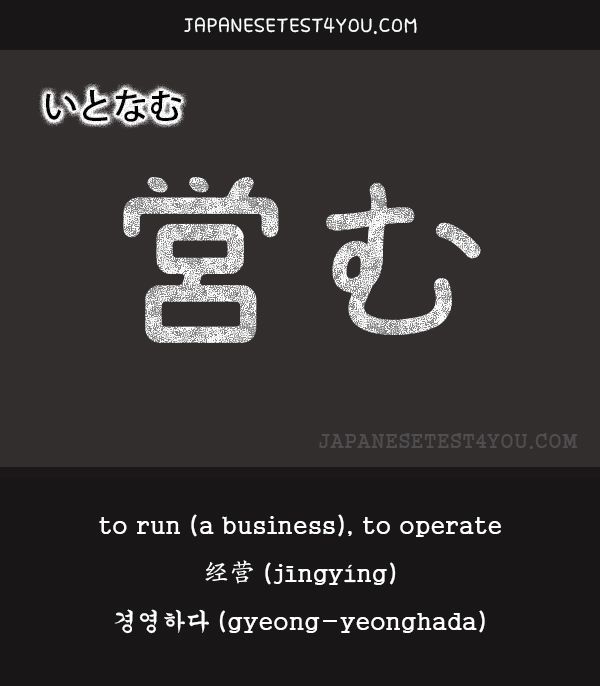 JAPANESETEST4YOU.COM
いとなむ
営む
JAPANESETEST4YOU.COM
to run (a business), to operate
经营 (jīngyíng)
경영하다 (gyeong-yeonghada)